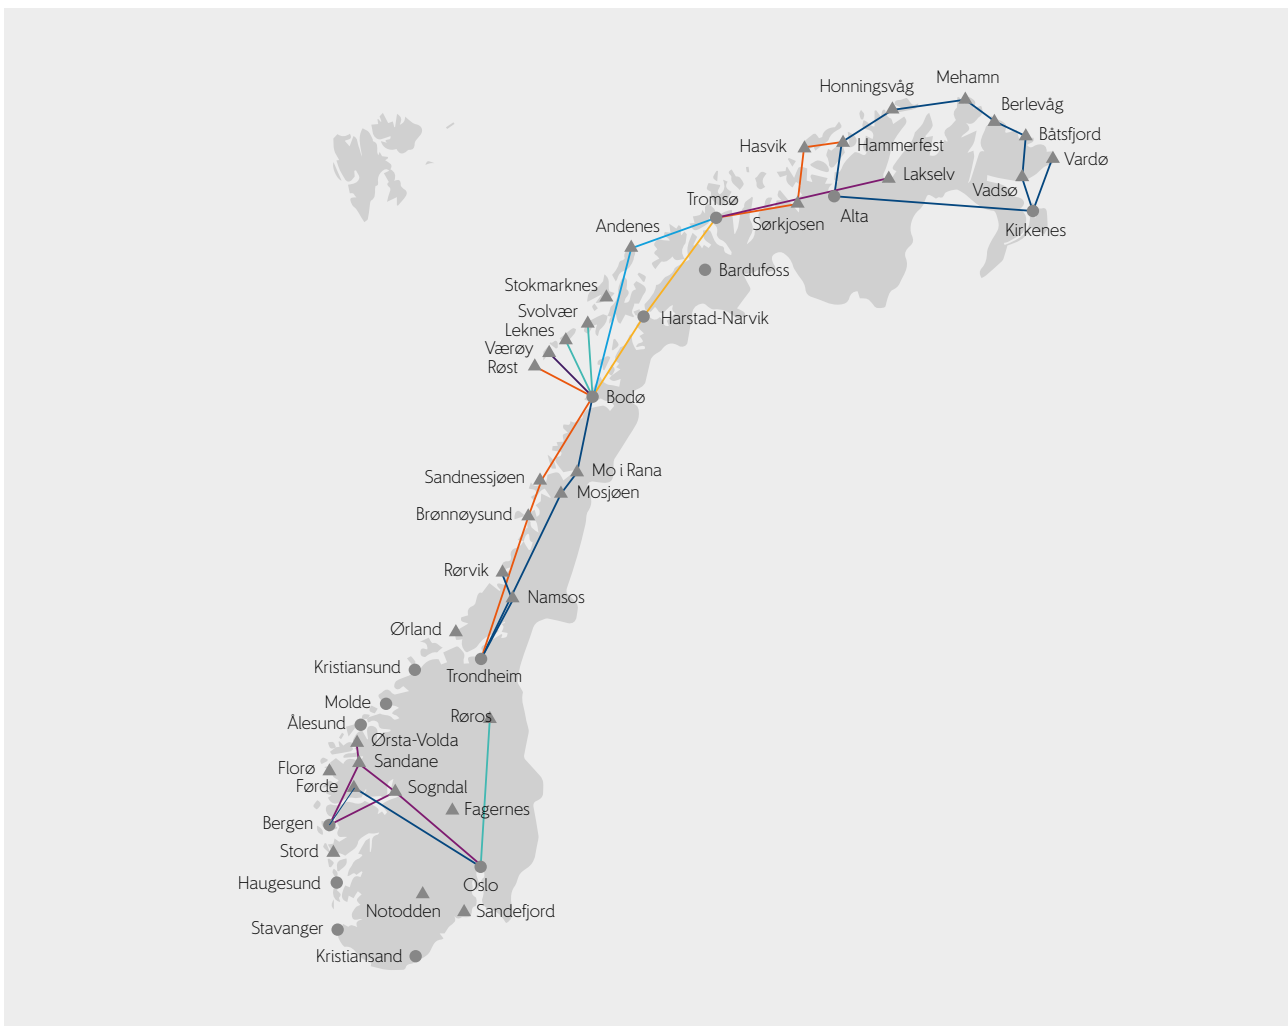 Mehamn
Honningsvåg
Berlevåg
Båtsfjord
Hasvik
Hammerfest
Vardø
Lakselv
Vadsø
Tromsø
Alta
Sørkjosen
Andenes
Kirkenes
Bardufoss
Stokmarknes
Svolvær
Harstad-Narvik
Leknes
Værøy
Røst
Bodø
Mo i Rana
Sandnessjøen
Mosjøen
Brønnøysund
Rørvik
Namsos
Ørland
Kristiansund
Trondheim
Molde
Røros
Ålesund
Ørsta-Volda
Sandane
Florø
Førde
Sogndal
Fagernes
Bergen
Stord
Haugesund
Oslo
Notodden
Sandefjord
Stavanger
Kristiansand